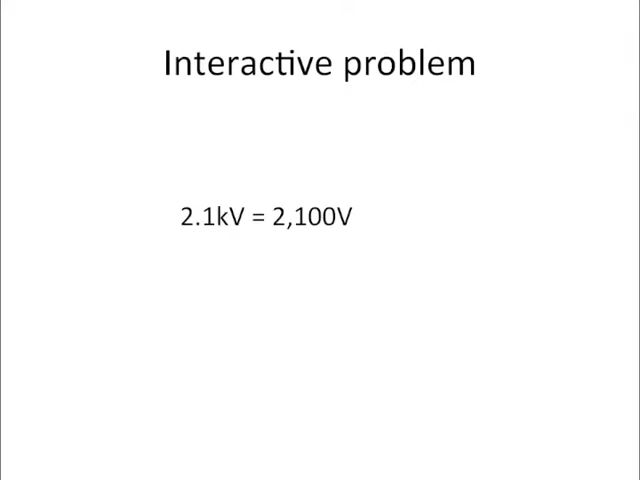 Interactive problem
2.1kV = 2,100V